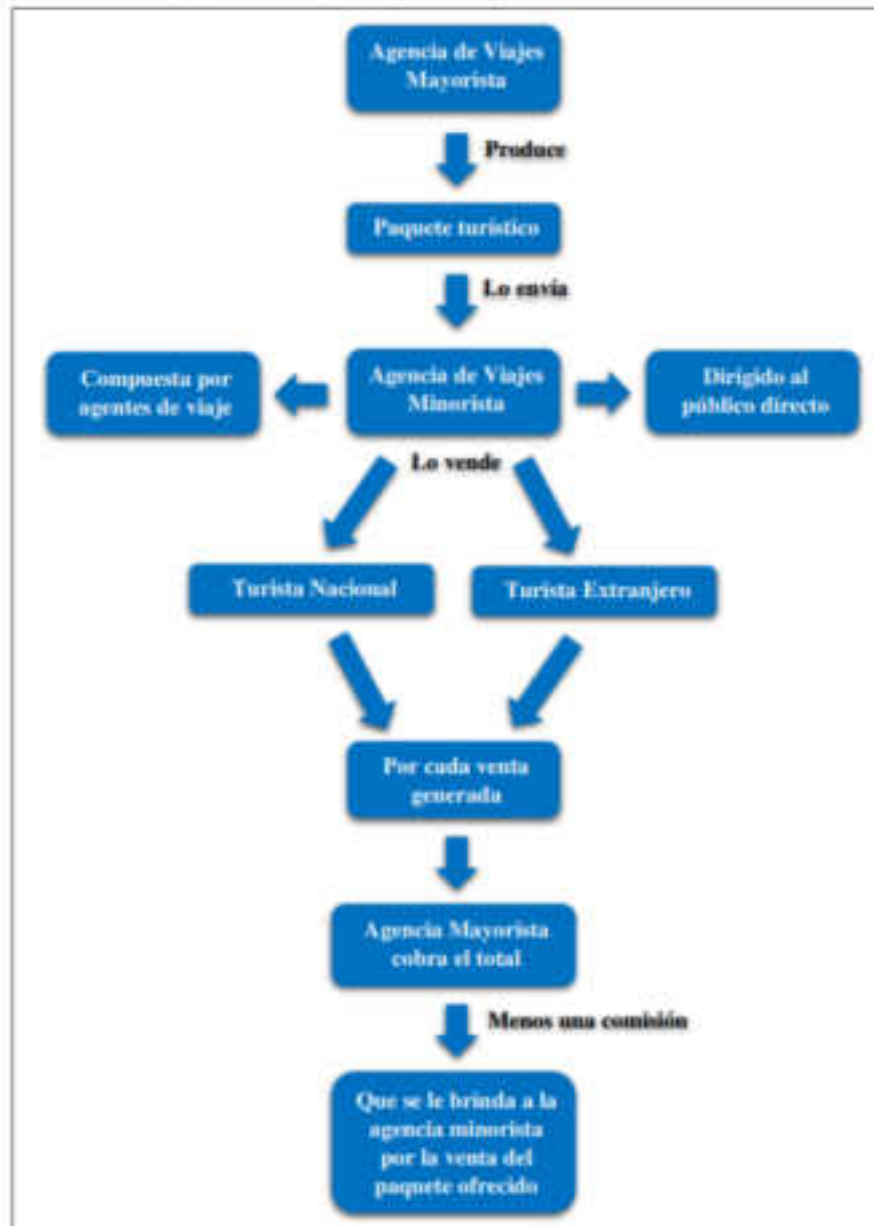 Agencia de Viajes
Mayorista
Produce
Paquete turístico
Lo envía
Compuesta por
agentes de viaje
Agencia de Viajes
Minorista
Dirigido al
público directo
Lo vende
Turista Nacional
Turista Extranjero
Por cada venta
generada
Agencia Mayorista
cobra el total
Menos una comisión
Que se le brinda a la
agencia minorista
por la venta del
paquete ofrecido